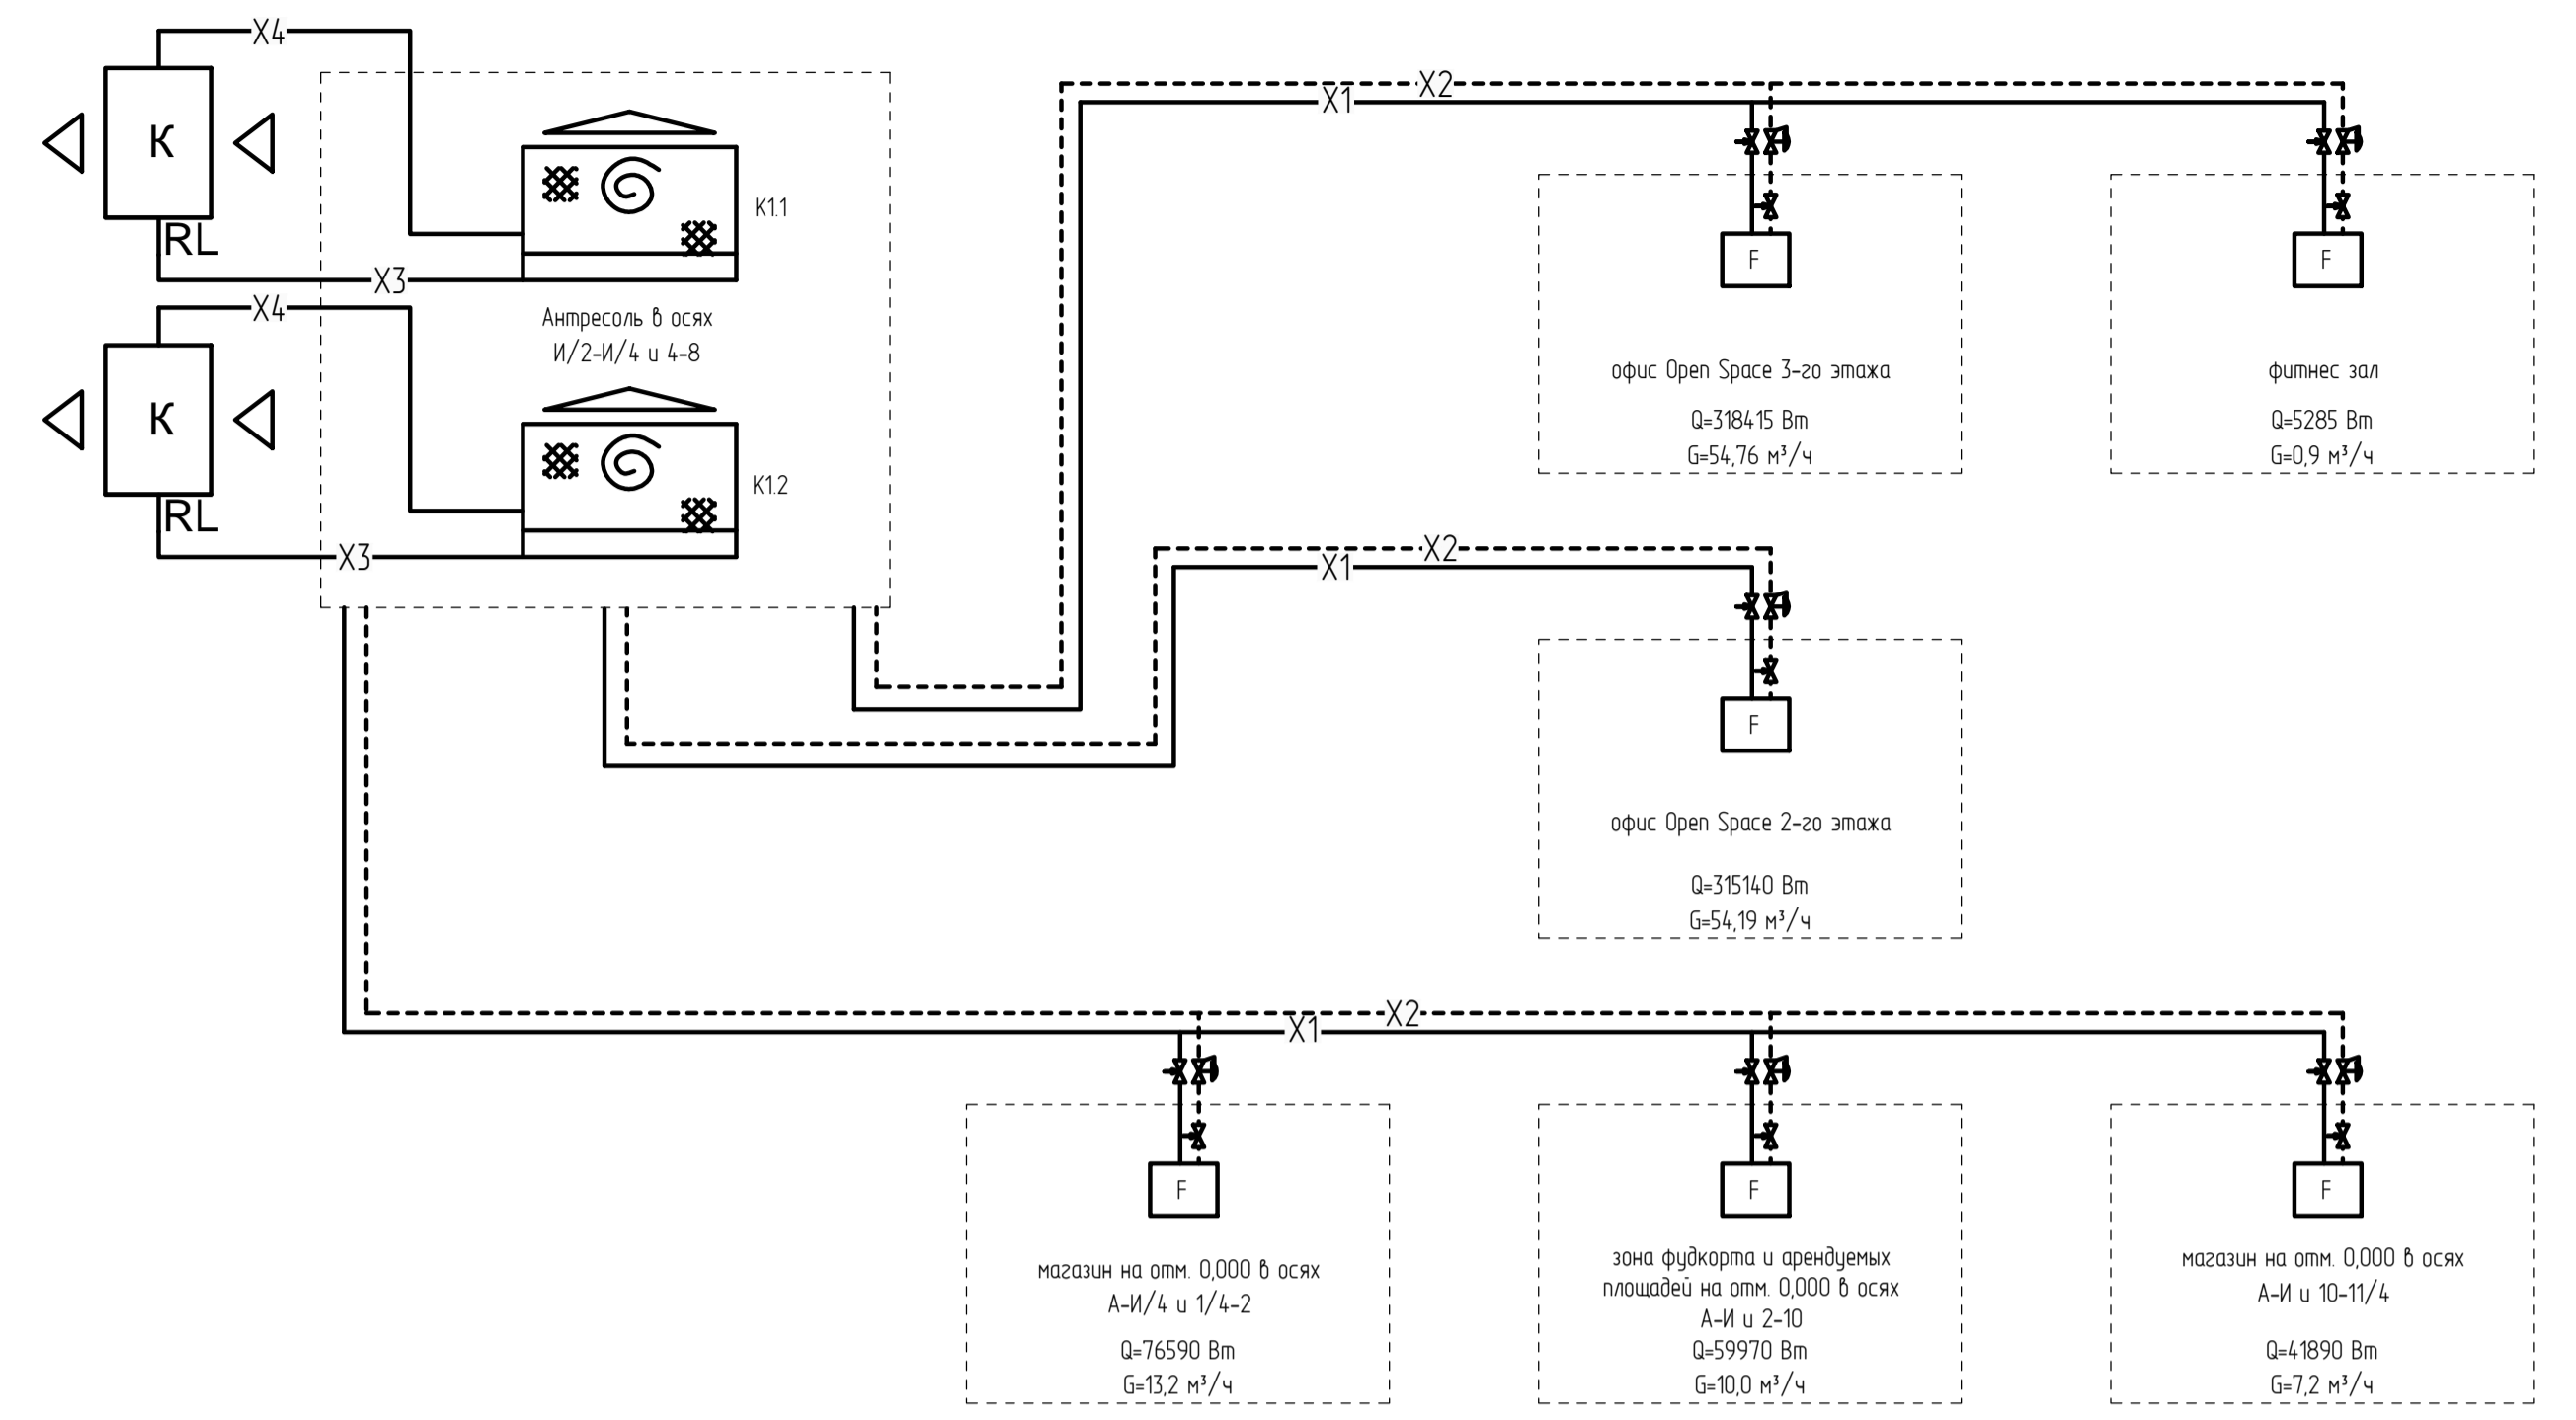 X4
K
RL
X3
K1.1
Антресоль в осях
И/2-И/4 и 4-8
X4
K
RL
X3
K1.2
X2
X1
F
офис Open Space 3-го этажа
Q=318415 Вт
G=54,76 м³/ч
F
фитнес зал
Q=5285 Вт
G=0,9 м³/ч
X2
X1
F
офис Open Space 2-го этажа
Q=315140 Вт
G=54,19 м³/ч
X2
X1
F
магазин на отм. 0,000 в осях
А-И/4 и 1/4-2
Q=76590 Вт
G=13,2 м³/ч
F
зона фудкорта и арендуемых
площадей на отм. 0,000 в осях
А-И и 2-10
Q=59970 Вт
G=10,0 м³/ч
F
магазин на отм. 0,000 в осях
А-И и 10-11/4
Q=41890 Вт
G=7,2 м³/ч